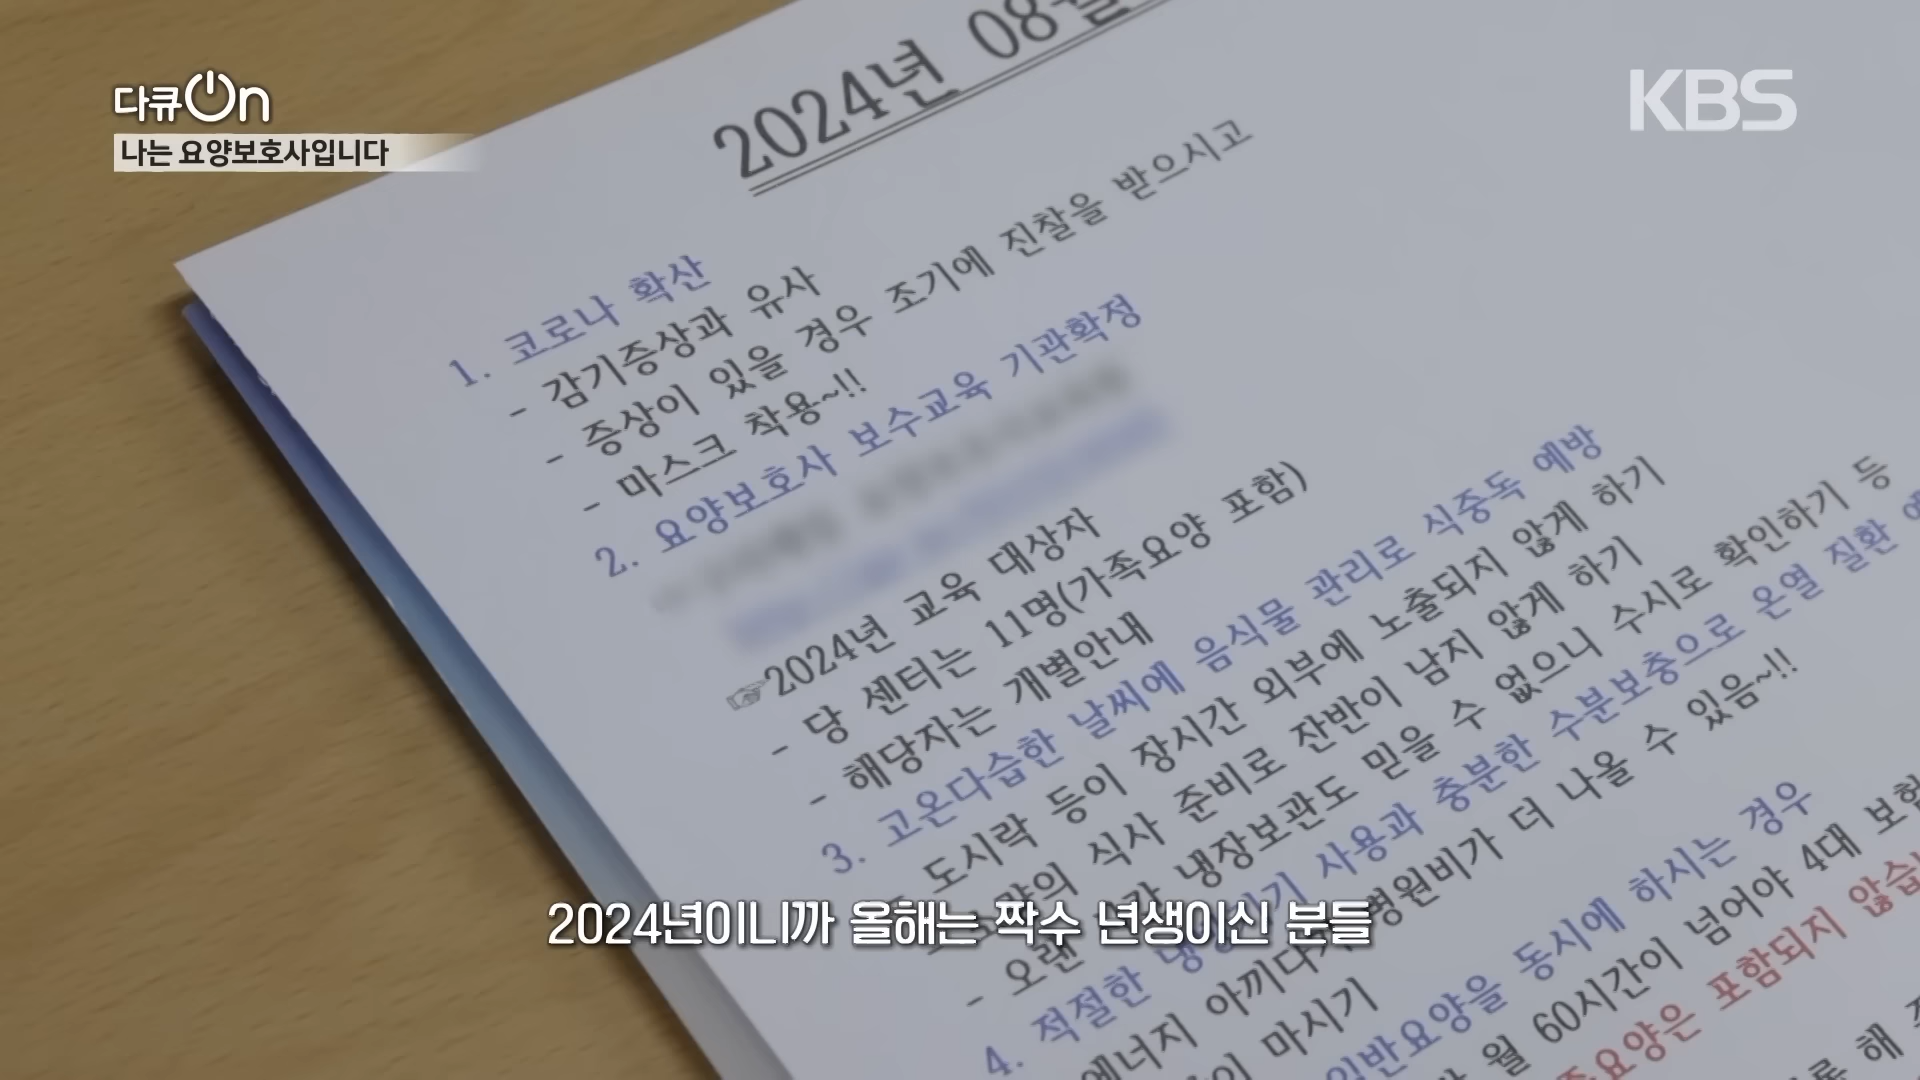 다큐On
나는 요양보호사입니다
KBS
2024년 08월
1. 코로나 확산
- 감기증상과 유사
- 증상이 있을 경우 조기에 진찰을 받으시고
- 마스크 착용~!!
2. 요양보호사 보수교육 기관확정
☞2024년 교육 대상자
- 당 센터는 11명(가족요양 포함)
- 해당자는 개별안내
3. 고온다습한 날씨에 음식물 관리로 식중독 예방
도시락 등이 장시간 외부에 노출되지 않게 하기
식사 준비로 잔반이 남지 않게 하기
- 오랜 냉장보관도 믿을 수 없으니 수시로 확인하기 등
4. 적절한 사용과 충분한 수분보충으로 온열 질환
에너지 병원비가 더 나올 수 있음~!!
마시기
일반요양을 동시에 하시는 경우
월 60시간이 넘어야 4대 보험
포함되지 않습
해
2024년이니까 올해는 짝수 년생이신 분들